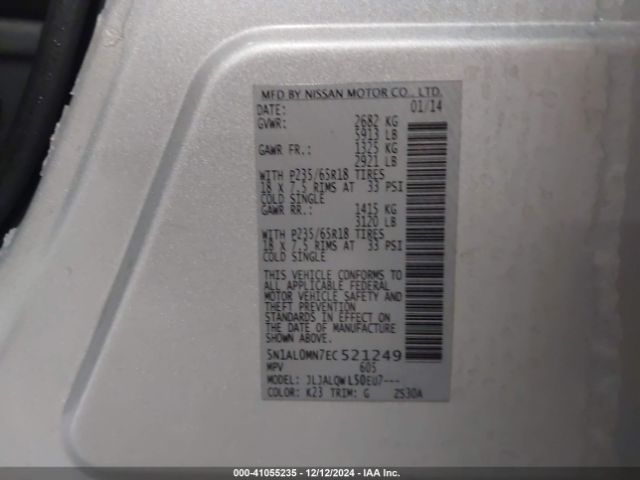 MFD BY NISSAN MOTOR CO., LTD.
DATE: 01/14
GVWR: 2682 KG
5913 LB
GAWR FR.: 1325 KG
2921 LB
WITH P235/65R18 TIRES
18 X 7.5 RIMS AT 33 PSI
COLD SINGLE
GAWR RR.: 1415 KG
3120 LB
WITH P235/65R18 TIRES
18 X 7.5 RIMS AT 33 PSI
COLD SINGLE
THIS VEHICLE CONFORMS TO
ALL APPLICABLE FEDERAL
MOTOR VEHICLE SAFETY AND
THEFT PREVENTION
STANDARDS IN EFFECT ON
THE DATE OF MANUFACTURE
SHOWN ABOVE.
5N1AL0MN7EC521249
MPV 605
MODEL: JLJALQWL50EU7---
COLOR: K23 TRIM: G ZS30A
000-41055235 - 12/12/2024 - IAA Inc.